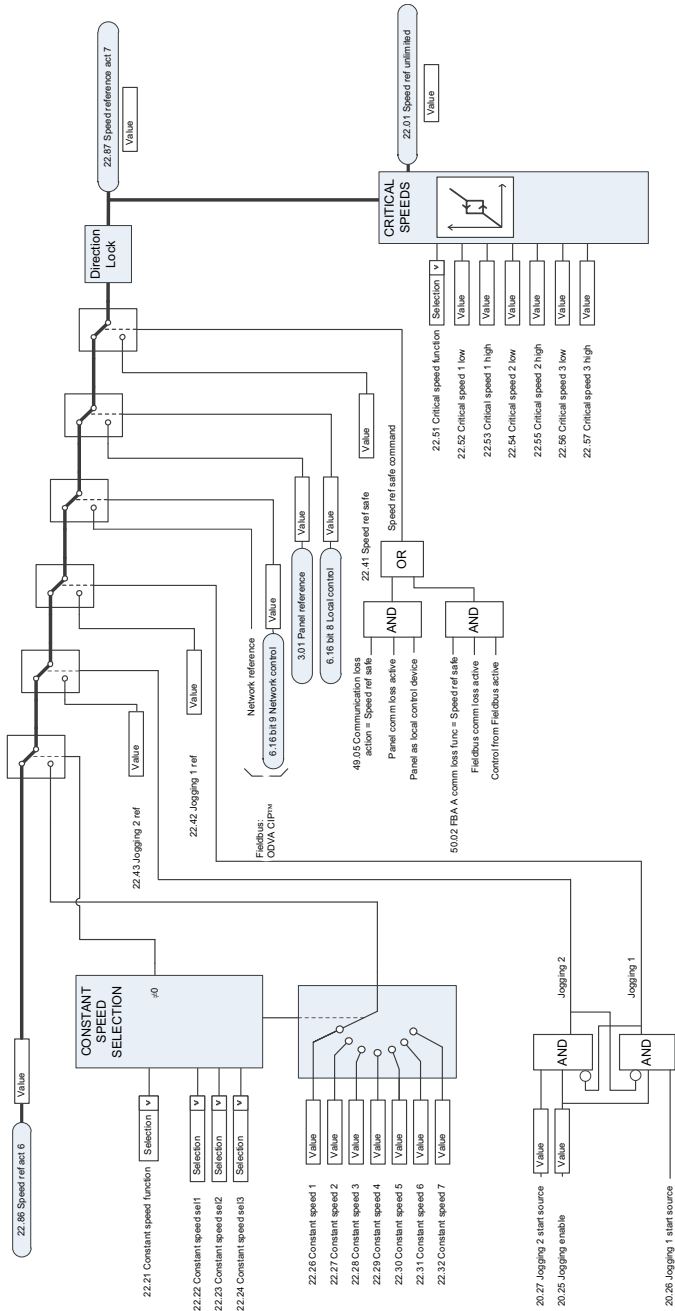 22.86 Speed ref act 6
Value
CONSTANT
SPEED
SELECTION
≠0
22.21 Constant speed function
Selection
v
22.22 Constant speed sel1
Selection
v
22.23 Constant speed sel2
Selection
v
22.24 Constant speed sel3
Selection
v
22.26 Constant speed 1
Value
22.27 Constant speed 2
Value
22.28 Constant speed 3
Value
22.29 Constant speed 4
Value
22.30 Constant speed 5
Value
22.31 Constant speed 6
Value
22.32 Constant speed 7
Value
20.27 Jogging 2 start source
Value
20.25 Jogging enable
Value
20.26 Jogging 1 start source
AND
AND
Jogging 2
Jogging 1
22.43 Jogging 2 ref
Value
22.42 Jogging 1 ref
Value
Fieldbus:
ODVA CIP™
Network reference
6.16 bit 9 Network control
Value
3.01 Panel reference
Value
6.16 bit 8 Local control
Value
22.41 Speed ref safe
Value
49.05 Communication loss
action = Speed ref safe
Panel comm loss active
Panel as local control device
AND
50.02 FBA A comm loss func = Speed ref safe
Fieldbus comm loss active
Control from Fieldbus active
AND
OR
Speed ref safe command
Direction
Lock
22.87 Speed reference act 7
Value
CRITICAL
SPEEDS
22.51 Critical speed function
Selection
v
22.52 Critical speed 1 low
Value
22.53 Critical speed 1 high
Value
22.54 Critical speed 2 low
Value
22.55 Critical speed 2 high
Value
22.56 Critical speed 3 low
Value
22.57 Critical speed 3 high
Value
22.01 Speed ref unlimited
Value